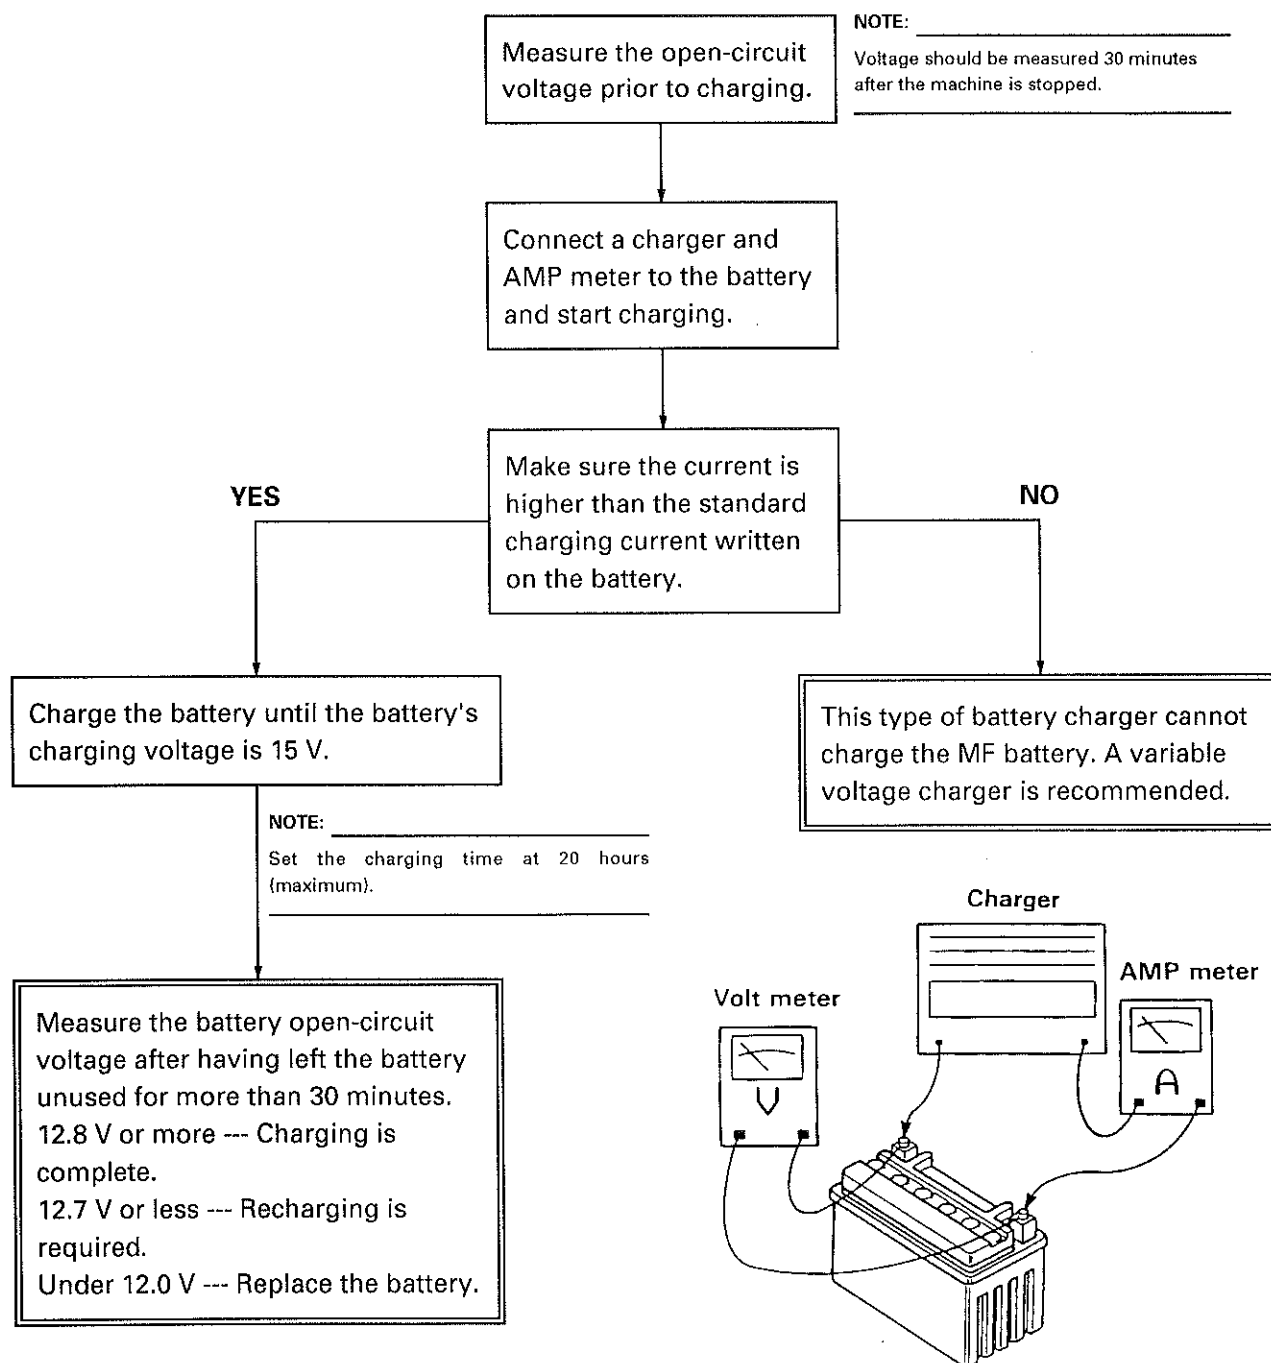 Measure the open-circuit
voltage prior to charging.
NOTE:
Voltage should be measured 30 minutes
after the machine is stopped.
Connect a charger and
AMP meter to the battery
and start charging.
Make sure the current is
higher than the standard
charging current written
on the battery.
YES
NO
Charge the battery until the battery's
charging voltage is 15 V.
This type of battery charger cannot
charge the MF battery. A variable
voltage charger is recommended.
NOTE:
Set the charging time at 20 hours
(maximum).
Measure the battery open-circuit
voltage after having left the battery
unused for more than 30 minutes.
12.8 V or more --- Charging is
complete.
12.7 V or less --- Recharging is
required.
Under 12.0 V --- Replace the battery.
Charger
AMP meter
Volt meter
V
A